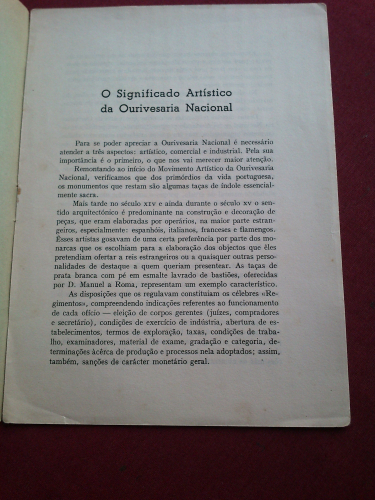 O Significado Artístico
da Ourivesaria Nacional
Para se poder apreciar a Ourivesaria Nacional é necessário
atender a três aspectos: artístico, comercial e industrial. Pela sua
importância é o primeiro, o que nos vai merecer maior atenção.
Remontando ao início do Movimento Artístico da Ourivesaria
Nacional, verificamos que dos primórdios da vida portuguesa,
os monumentos que restam são algumas taças de índole essencial-
mente sacra.
Mais tarde no século XIV e ainda durante o século XV o sen-
tido arquitectónico é predominante na construção e decoração de
peças, que eram elaboradas por operários, na maior parte estran-
geiros, especialmente: espanhóis, italianos, franceses e flamengos.
Êsses artistas gosavam de uma certa preferência por parte dos mo-
narcas que os escolhiam para a elaboração dos objectos que êles
pretendiam ofertar a reis estrangeiros ou a quaisquer outras perso-
nalidades de destaque a quem queriam presentear. As taças de
prata branca com pé em esmalte lavrado de bastiões, oferecidas
por D. Manuel a Roma, representam um exemplo característico.
As disposições que os regulavam constituiam os célebres «Re-
gimentos», compreendendo indicações referentes ao funcionamento
de cada ofício — eleição de corpos gerentes (juízes, compradores
e secretário), condições de exercício de indústria, abertura de es-
tabelecimentos, termos de exploração, taxas, condições de traba-
lho, examinadores, material de exame, gradação e categoria, de-
terminações àcêrca de produção e processos nela adoptados; assim,
também, sanções de carácter monetário geral.